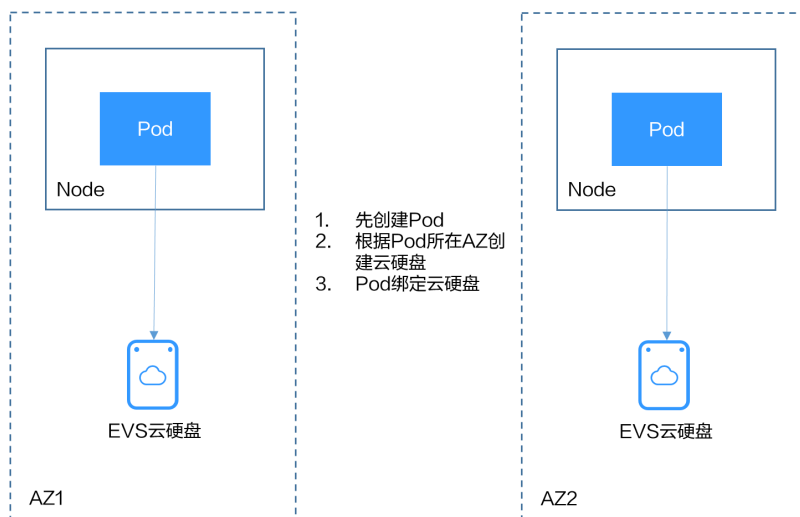 Pod
Node
EVS云硬盘
AZ1
1. 先创建Pod
2. 根据Pod所在AZ创
建云硬盘
3. Pod绑定云硬盘
Pod
Node
EVS云硬盘
AZ2